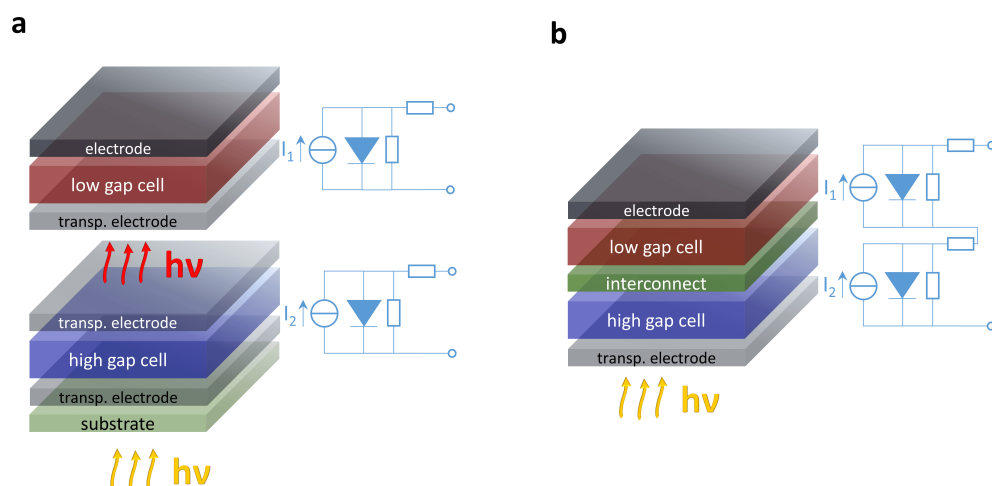 a
electrode
low gap cell
transp. electrode
I1
hν
transp. electrode
high gap cell
transp. electrode
substrate
I2
hν
b
electrode
low gap cell
interconnect
high gap cell
transp. electrode
I1
I2
hν